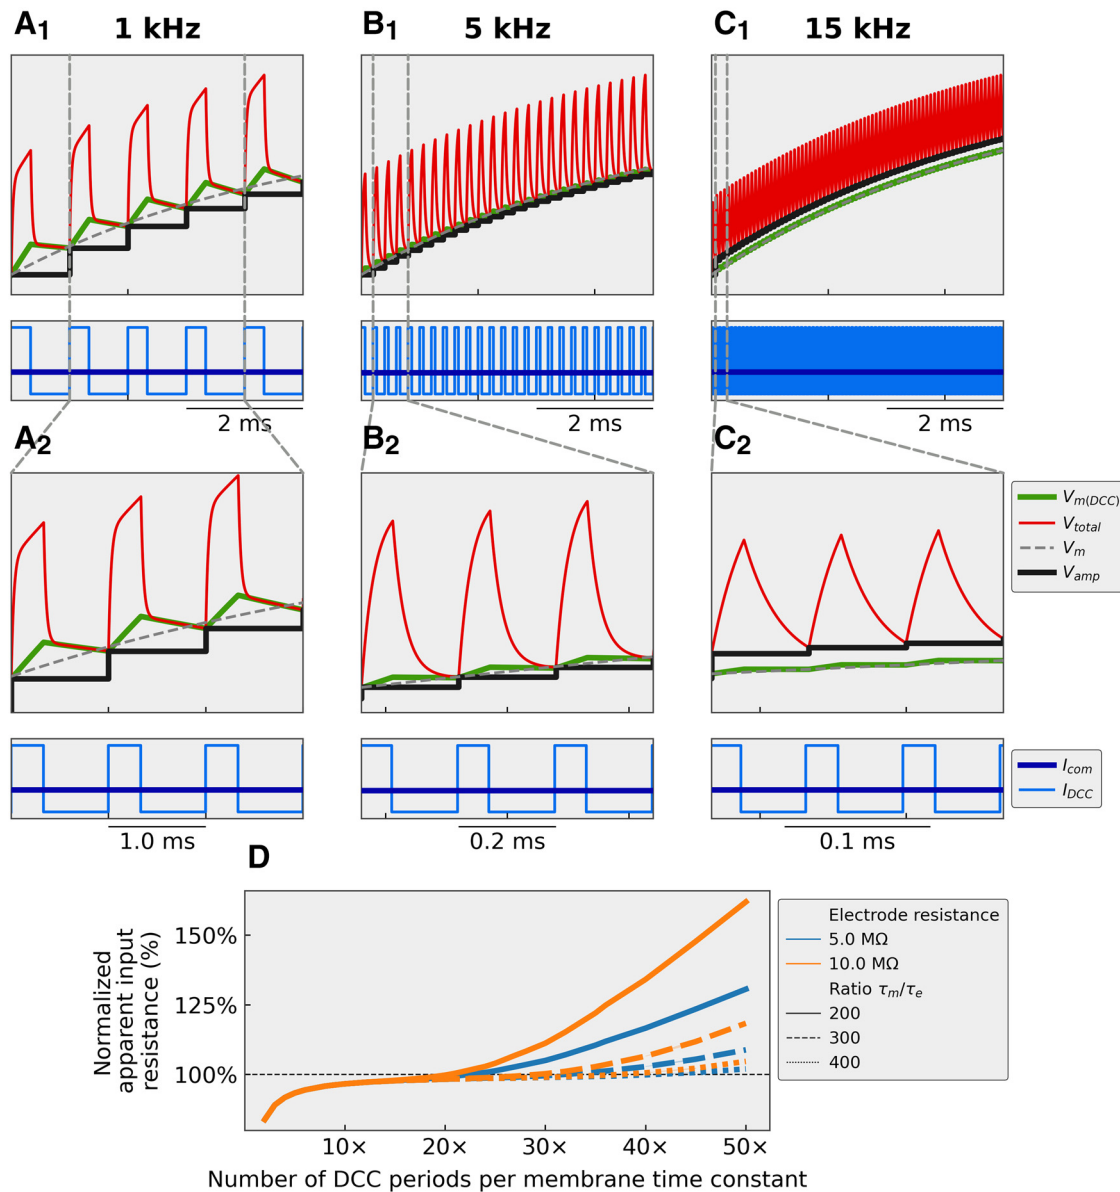 A1 1 kHz B1 5 kHz C1 15 kHz
2 ms 2 ms 2 ms
A2 B2 C2
Vm(DCC)
Vtotal
Vm
Vamp
Icom
IDCC
1.0 ms 0.2 ms 0.1 ms
D
Normalized
apparent input
resistance (%)
150%
125%
100%
10× 20× 30× 40× 50×
Number of DCC periods per membrane time constant
Electrode resistance
5.0 MΩ
10.0 MΩ
Ratio τm/τe
200
300
400